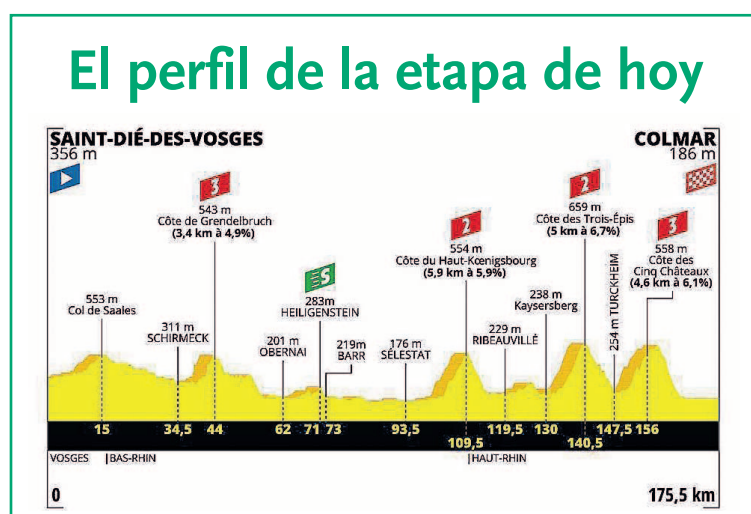 El perfil de la etapa de hoy
SAINT-DIÉ-DES-VOSGES
356 m
COLMAR
186 m
553 m
Col de Saales
311 m
SCHIRMECK
3
543 m
Côte de Grendelbruch
(3,4 km à 4,9%)
201 m
OBERNAI
S
283m
HEILIGENSTEIN
219m
BARR
176 m
SÉLESTAT
2
554 m
Côte du Haut-Kœnigsbourg
(5,9 km à 5,9%)
229 m
RIBEAUVILLÉ
238 m
Kaysersberg
2
659 m
Côte des Trois-Épis
(5 km à 6,7%)
254 m TURCKHEIM
3
558 m
Côte des
Cinq Châteaux
(4,6 km à 6,1%)
15 34,5 44 62 71 73 93,5 109,5 119,5 130 140,5 147,5 156
VOSGES |BAS-RHIN |HAUT-RHIN
0 175,5 km